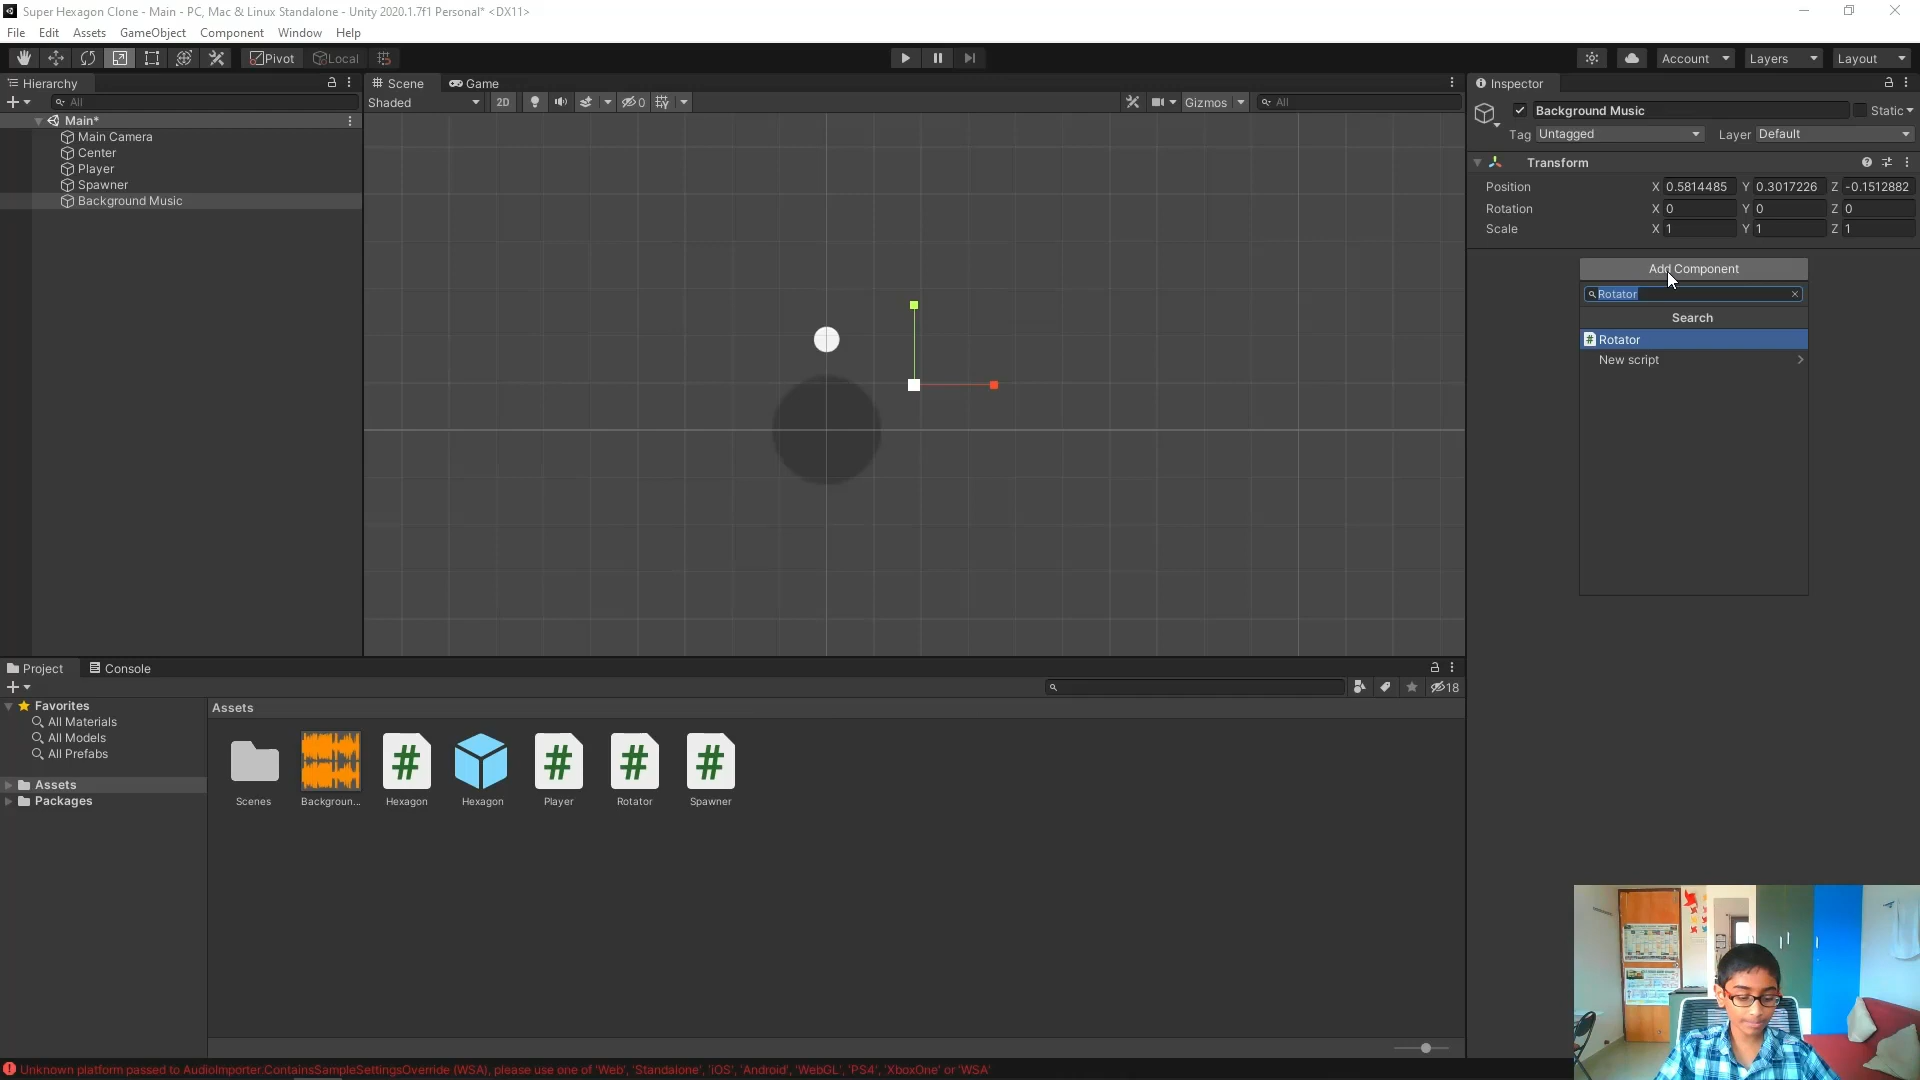 Super Hexagon Clone - Main - PC, Mac & Linux Standalone - Unity 2020.1.7f1 Personal* <DX11>
File Edit Assets GameObject Component Window Help
Pivot Local Account Layers Layout
Hierarchy
All
Main*
Main Camera
Center
Player
Spawner
Background Music
Scene Game
Shaded 2D 0 Gizmos All
Inspector
Background Music Static
Tag Untagged Layer Default
Transform
Position X 0.5814485 Y 0.3017226 Z -0.1512882
Rotation X 0 Y 0 Z 0
Scale X 1 Y 1 Z 1
Add Component
Rotator
Search
Rotator
New script
Project Console
18
Favorites
All Materials
All Models
All Prefabs
Assets
Packages
Assets
Scenes Backgroun... Hexagon Hexagon Player Rotator Spawner
Unknown platform passed to AudioImporter.ContainsSampleSettingsOverride (WSA), please use one of 'Web', 'Standalone', 'iOS', 'Android', 'WebGL', 'PS4', 'XboxOne' or 'WSA'